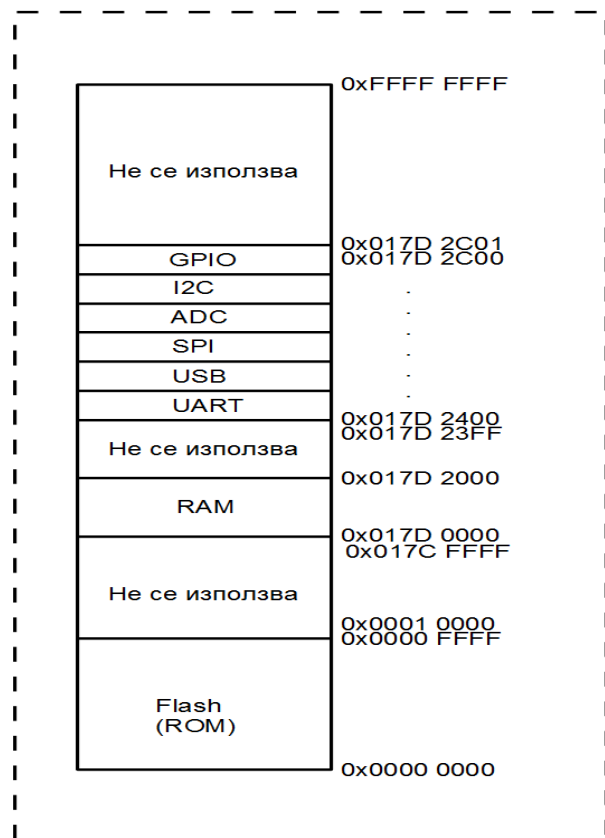 0xFFFF FFFF
Не се използва
0x017D 2C01
GPIO
0x017D 2C00
I2C
ADC
SPI
USB
UART
0x017D 2400
0x017D 23FF
Не се използва
0x017D 2000
RAM
0x017D 0000
0x017C FFFF
Не се използва
0x0001 0000
0x0000 FFFF
Flash
(ROM)
0x0000 0000